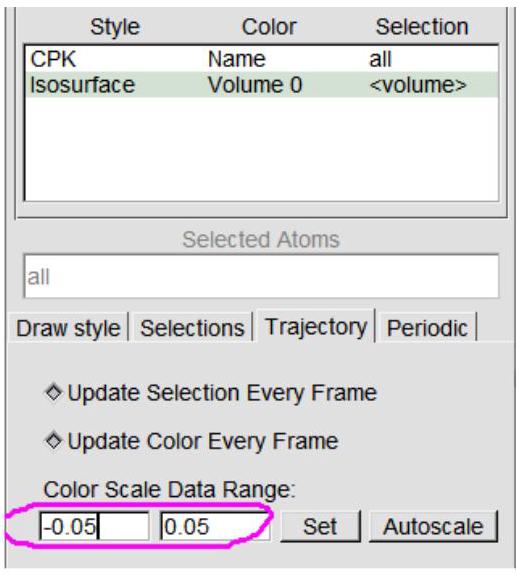 Style Color Selection
CPK Name all
Isosurface Volume 0 <volume>
Selected Atoms
all
Draw style Selections Trajectory Periodic
Update Selection Every Frame
Update Color Every Frame
Color Scale Data Range:
-0.05 0.05 Set Autoscale